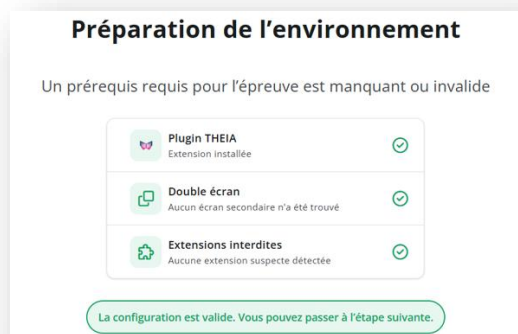 Préparation de l’environnement
Un prérequis requis pour l’épreuve est manquant ou invalide
Plugin THEIA
Extension installée
Double écran
Aucun écran secondaire n'a été trouvé
Extensions interdites
Aucune extension suspecte détectée
La configuration est valide. Vous pouvez passer à l’étape suivante.